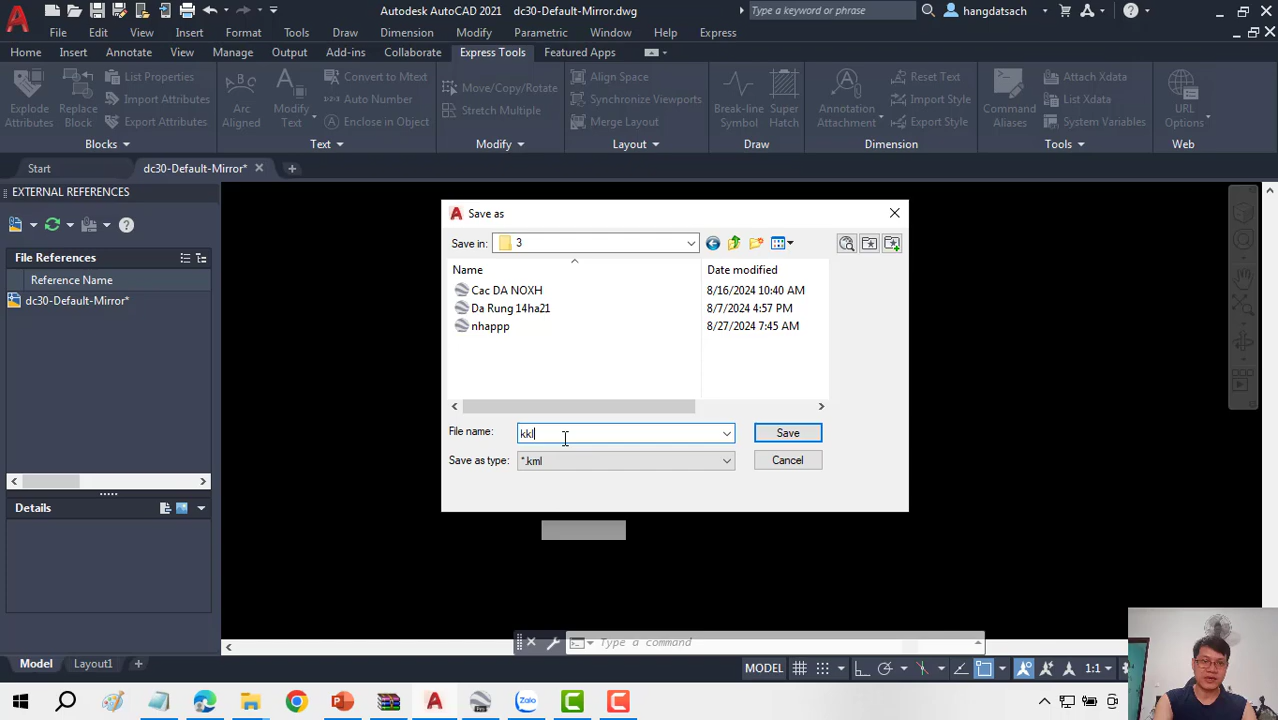 Autodesk AutoCAD 2021 dc30-Default-Mirror.dwg
Type a keyword or phrase
hangdatsach
File Edit View Insert Format Tools Draw Dimension Modify Parametric Window Help Express
Home Insert Annotate View Manage Output Add-ins Collaborate Express Tools Featured Apps
Explode Attributes
Replace Block
List Properties
Import Attributes
Export Attributes
Blocks
Arc Aligned
Modify Text
Convert to Mtext
Auto Number
Enclose in Object
Text
Move/Copy/Rotate
Stretch Multiple
Modify
Align Space
Synchronize Viewports
Merge Layout
Layout
Break-line Symbol
Super Hatch
Draw
Annotation Attachment
Reset Text
Import Style
Export Style
Dimension
Command Aliases
Attach Xdata
List Xdata
System Variables
Tools
URL Options
Web
Start
dc30-Default-Mirror*
EXTERNAL REFERENCES
File References
Reference Name
dc30-Default-Mirror*
Details
Save as
Save in: 3
Name Date modified
Cac DA NOXH 8/16/2024 10:40 AM
Da Rung 14ha21 8/7/2024 4:57 PM
nhappp 8/27/2024 7:45 AM
File name: kkl
Save
Save as type: *.kml
Cancel
Type a command
Model Layout1
MODEL
1:1
Pro
Zalo